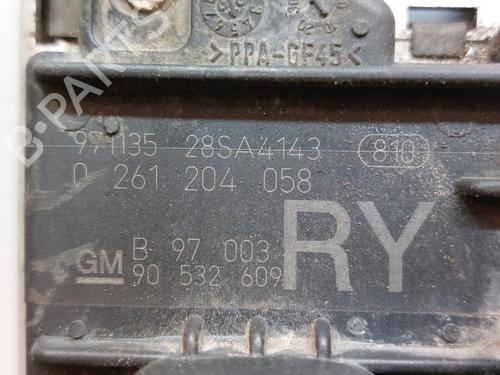 >PPA-GF45<
971135 28SA4143 810
0 261 204 058
B 97 003 RY
GM 90 532 609
B-PARTS